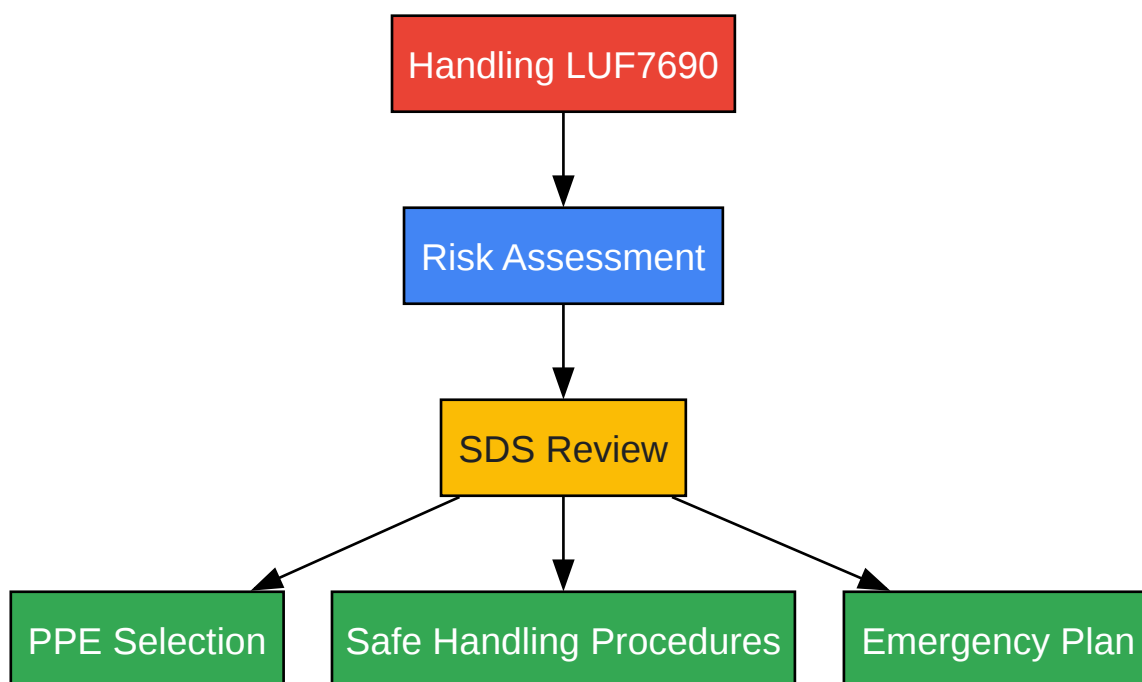 Handling LUF7690
Risk Assessment
SDS Review
PPE Selection
Safe Handling Procedures
Emergency Plan